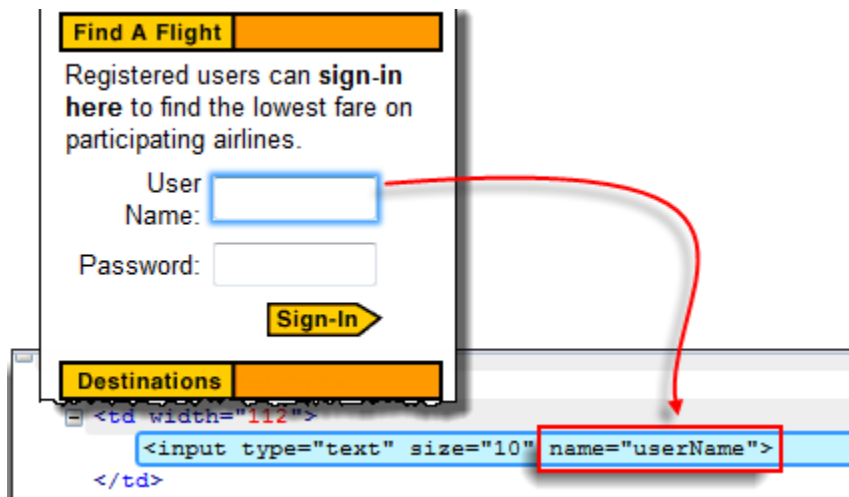 Find A Flight
Registered users can sign-in
here to find the lowest fare on
participating airlines.
User
Name:
Password:
Sign-In
Destinations
<td width="112">
<input type="text" size="10" name="userName">
</td>